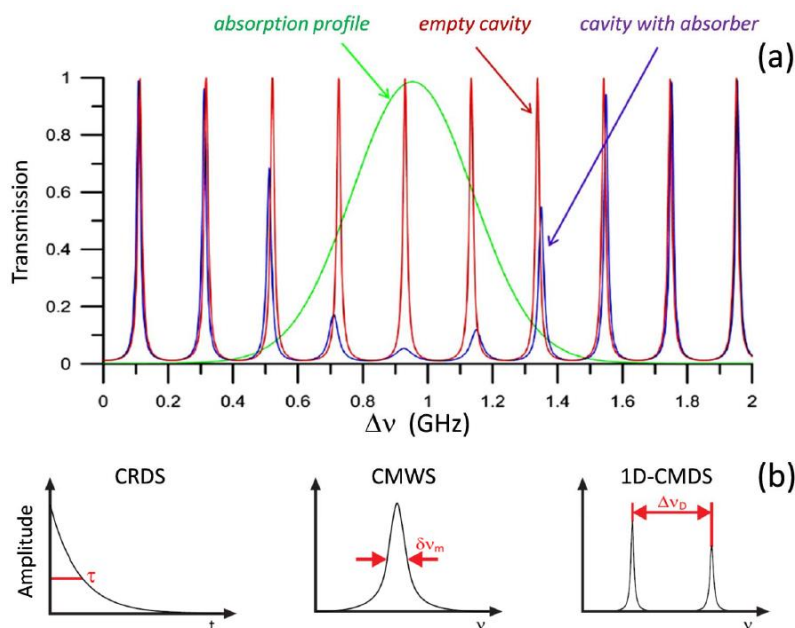 absorption profile empty cavity cavity with absorber
(a)
Transmission
1
0.8
0.6
0.4
0.2
0
0 0.2 0.4 0.6 0.8 1 1.2 1.4 1.6 1.8 2
Δν (GHz)
CRDS CMWS 1D-CMDS (b)
Amplitude
τ
δνm
ΔνD
t ν ν